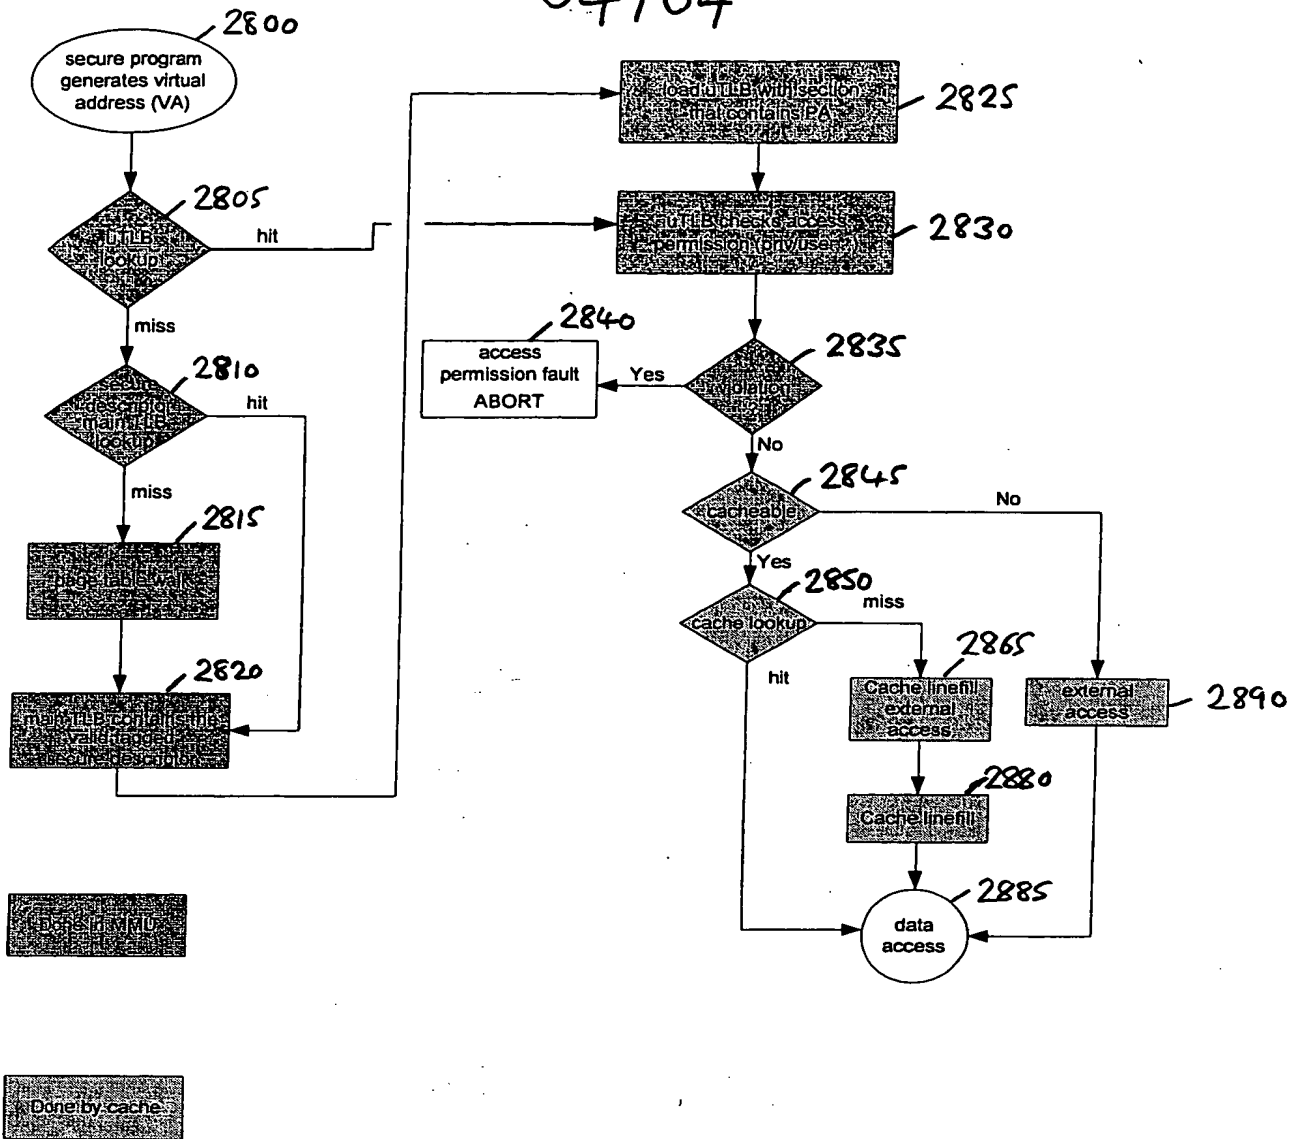 2800
secure program
generates virtual
address (VA)
2805
uTLB
lookup
hit
miss
2810
secure
descriptor
main TLB
lookup
hit
miss
2815
page table walk
2820
main TLB contains the
valid tagged
secure descriptor
load uTLB with section
that contains PA
2825
uTLB checks access
permission (priv/user)
2830
2840
access
permission fault
ABORT
Yes
2835
violation
No
2845
cacheable
No
Yes
2850
cache lookup
miss
hit
2865
Cache linefill
external
access
external
access
2890
2880
Cache linefill
2885
data
access
Done in MMU
Done by cache